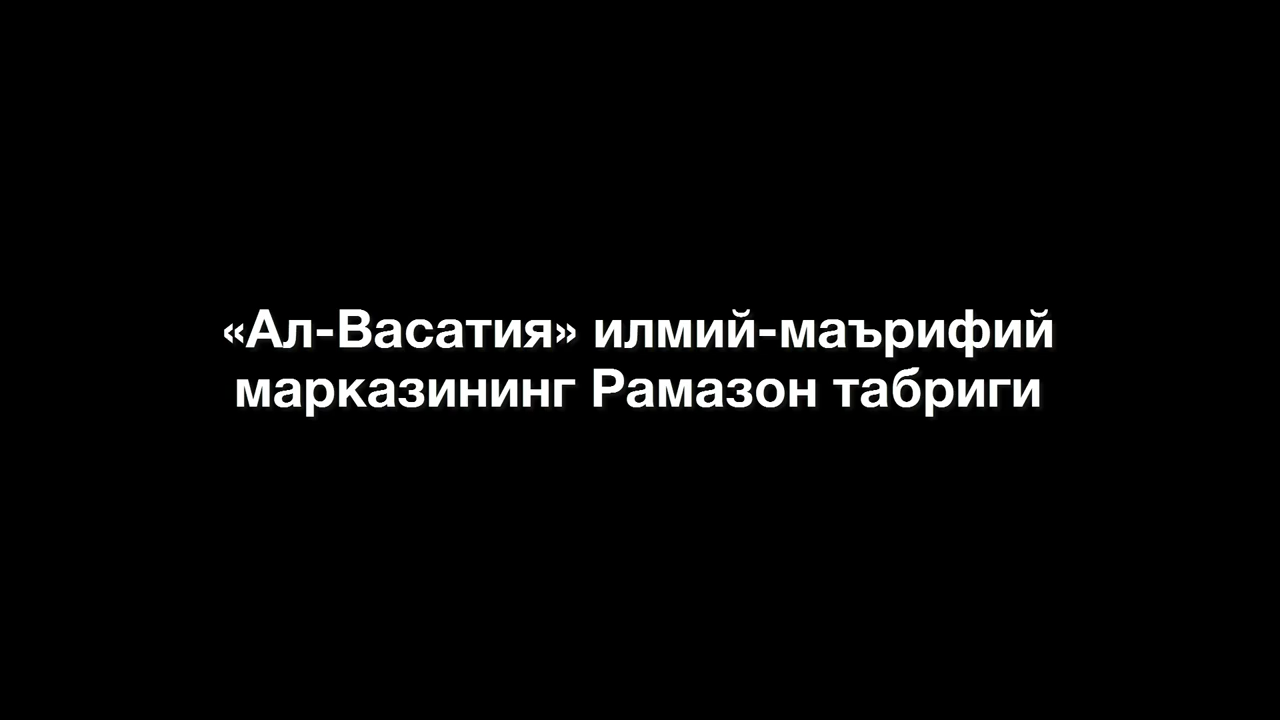 «Ал-Васатия» илмий-маърифий
марказининг Рамазон табриги